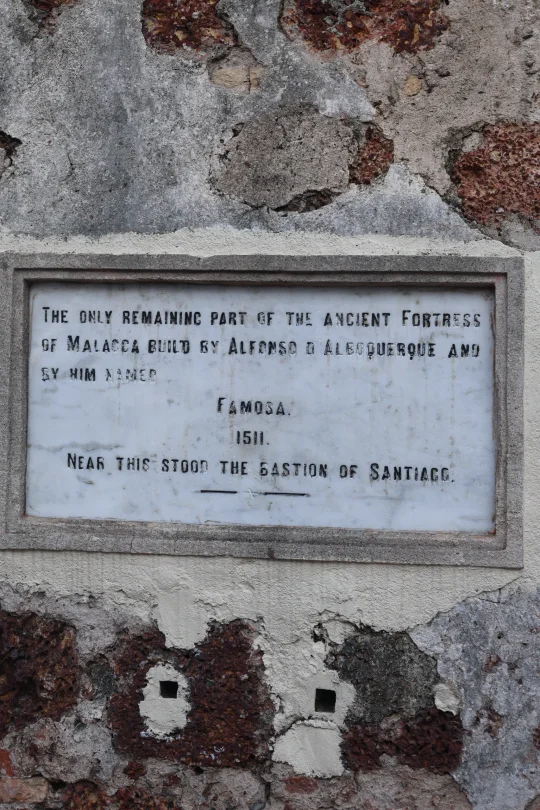 THE ONLY REMAINING PART OF THE ANCIENT FORTRESS
OF MALACCA BUILD BY ALFONSO D ALBOQUERQUE AND
BY HIM NAMED
FAMOSA.
1511.
NEAR THIS STOOD THE BASTION OF SANTIAGO.